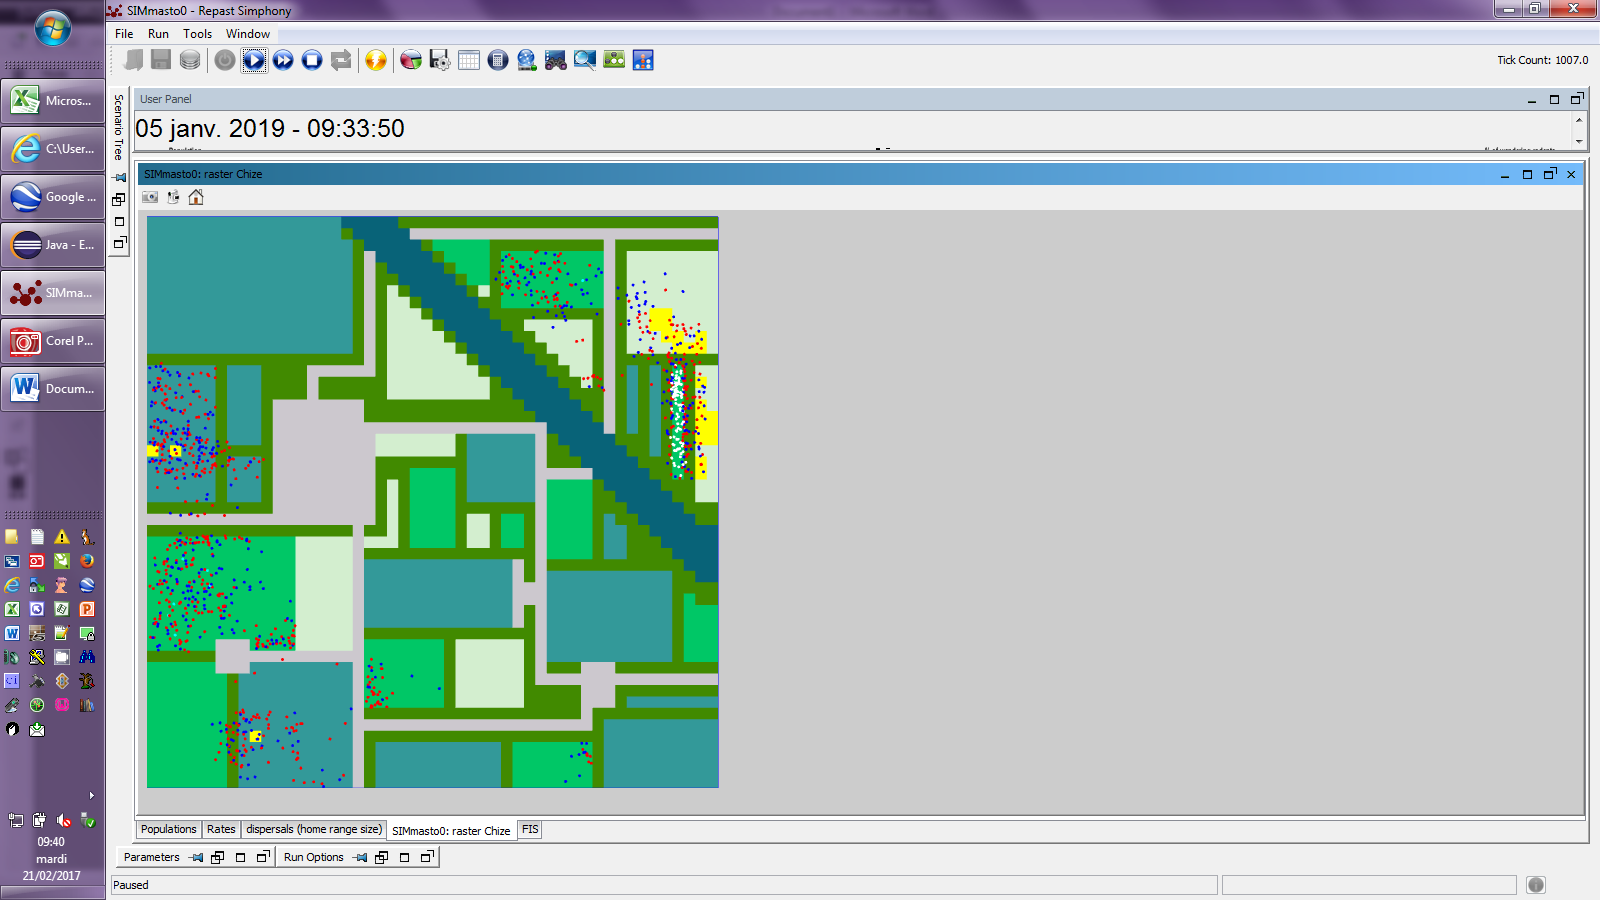 SIMmasto0 - Repast Simphony
File Run Tools Window
Tick Count: 1007.0
Micros...
C:\User...
Google ...
Java - E...
SIMma...
Corel P...
Docum...
Scenario Tree
User Panel
05 janv. 2019 - 09:33:50
SIMmasto0: raster Chize
Populations Rates dispersals (home range size) SIMmasto0: raster Chize FIS
Parameters Run Options
Paused
09:40
mardi
21/02/2017